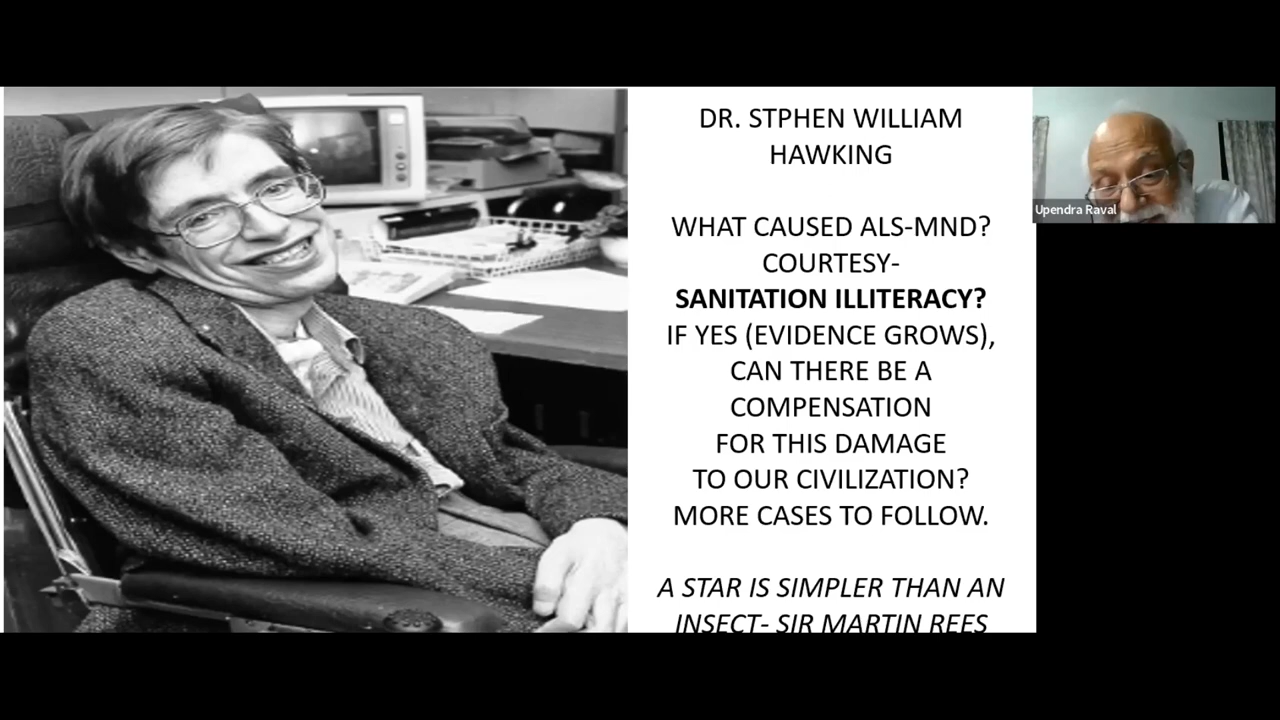 DR. STPHEN WILLIAM
HAWKING
WHAT CAUSED ALS-MND?
COURTESY-
SANITATION ILLITERACY?
IF YES (EVIDENCE GROWS),
CAN THERE BE A
COMPENSATION
FOR THIS DAMAGE
TO OUR CIVILIZATION?
MORE CASES TO FOLLOW.
A STAR IS SIMPLER THAN AN
INSECT- SIR MARTIN REES
Upendra Raval